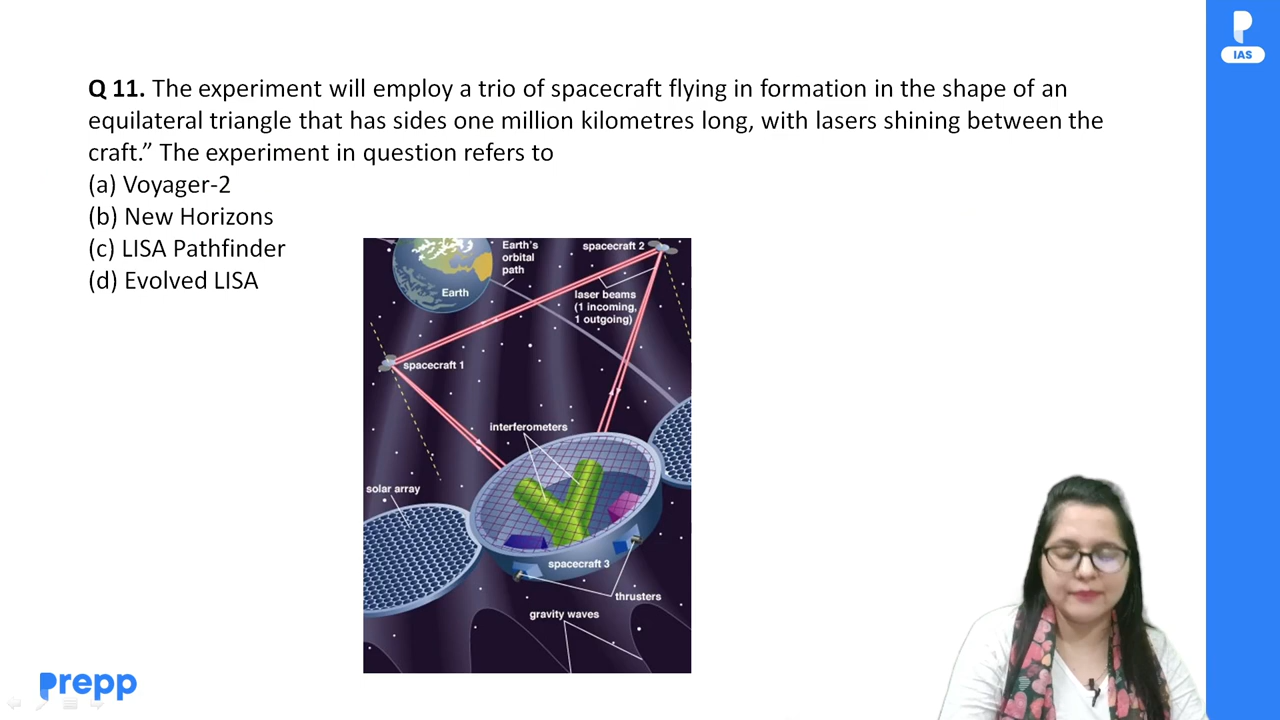 IAS
Q 11. The experiment will employ a trio of spacecraft flying in formation in the shape of an
equilateral triangle that has sides one million kilometres long, with lasers shining between the
craft.” The experiment in question refers to
(a) Voyager-2
(b) New Horizons
(c) LISA Pathfinder
(d) Evolved LISA
Earth's
orbital
path
spacecraft 2
Earth
laser beams
(1 incoming,
1 outgoing)
spacecraft 1
interferometers
solar array
spacecraft 3
thrusters
gravity waves
prepp